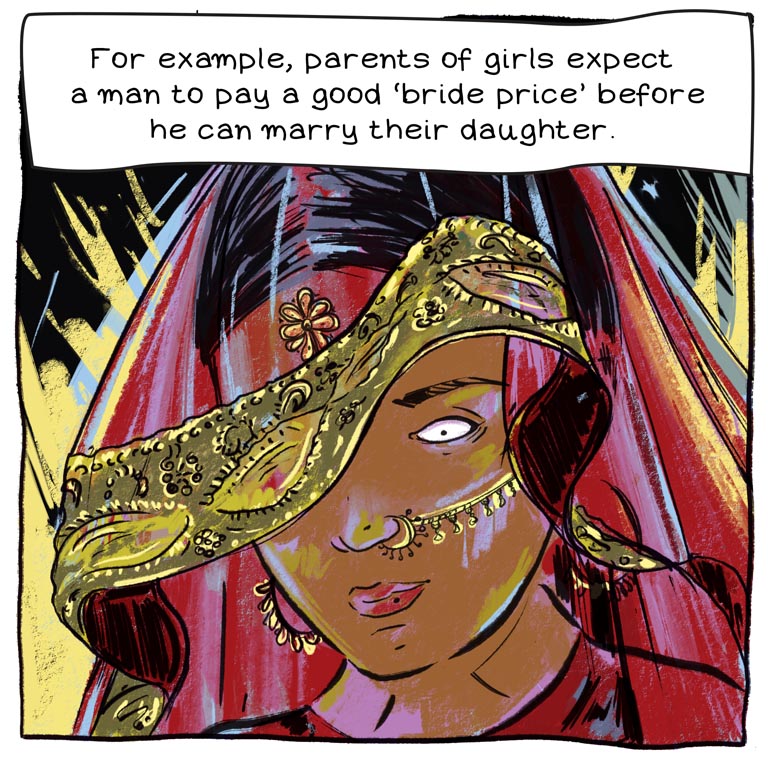 For example, parents of girls expect
a man to pay a good ‘bride price’ before
he can marry their daughter.